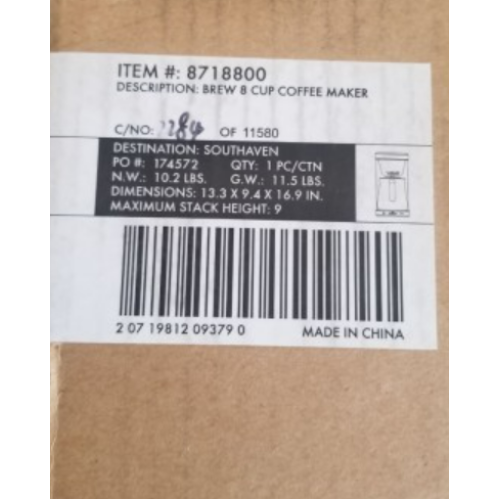 ITEM #: 8718800
DESCRIPTION: BREW 8 CUP COFFEE MAKER
C/NO: OF 11580
DESTINATION: SOUTHAVEN
PO #: 174572 QTY: 1 PC/CTN
N.W.: 10.2 LBS. G.W.: 11.5 LBS.
DIMENSIONS: 13.3 X 9.4 X 16.9 IN.
MAXIMUM STACK HEIGHT: 9
2 07 19812 09379 0 MADE IN CHINA